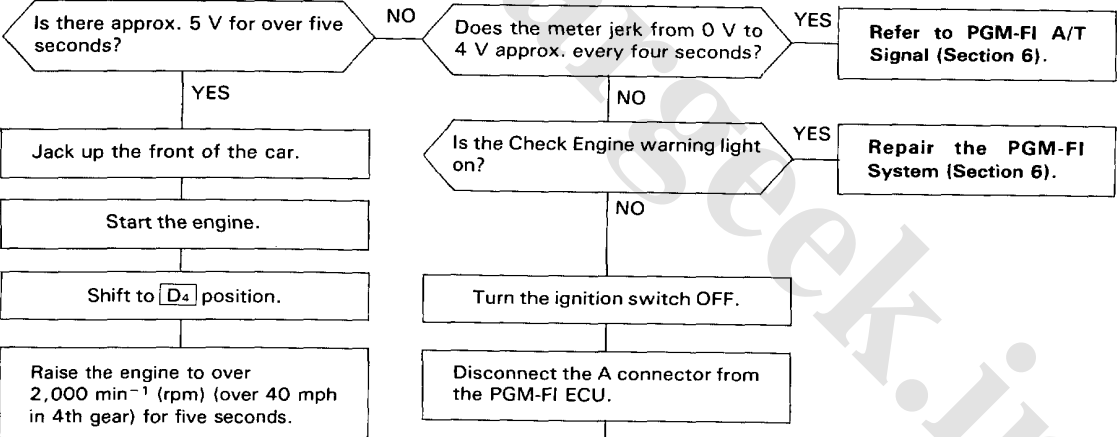 Is there approx. 5 V for over five
seconds?
NO
Does the meter jerk from 0 V to
4 V approx. every four seconds?
YES
Refer to PGM-FI A/T
Signal (Section 6).
YES
NO
Jack up the front of the car.
Is the Check Engine warning light
on?
YES
Repair the PGM-FI
System (Section 6).
NO
Start the engine.
Shift to D4 position.
Turn the ignition switch OFF.
Raise the engine to over
2,000 min⁻¹ (rpm) (over 40 mph
in 4th gear) for five seconds.
Disconnect the A connector from
the PGM-FI ECU.